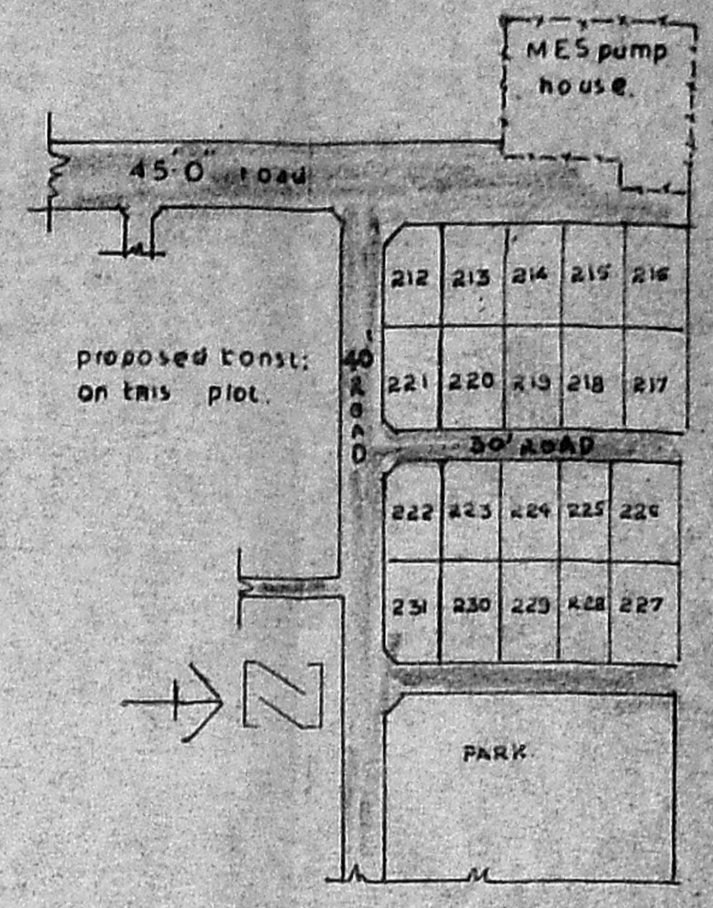 MES pump
house.
45'-0" road
212 213 214 215 216
proposed const:
on this plot.
40' ROAD
221 220 219 218 217
30' ROAD
222 223 224 225 226
231 230 229 228 227
N
PARK.